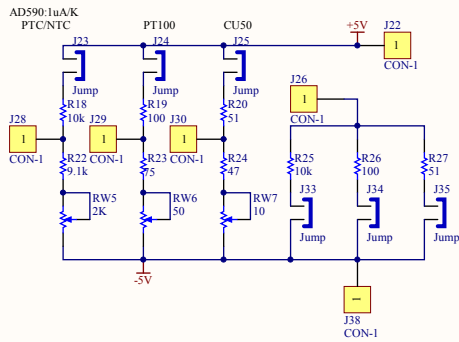 AD590:1uA/K
PTC/NTC
PT100
CU50
+5V
J22
1
CON-1
J23
Jump
J24
Jump
J25
Jump
J26
1
CON-1
R18
10k
R19
100
R20
51
J28
1
CON-1
J29
1
CON-1
J30
1
CON-1
R22
9.1k
R23
75
R24
47
R25
10k
R26
100
R27
51
RW5
2K
RW6
50
RW7
10
J33
Jump
J34
Jump
J35
Jump
-5V
1
J38
CON-1